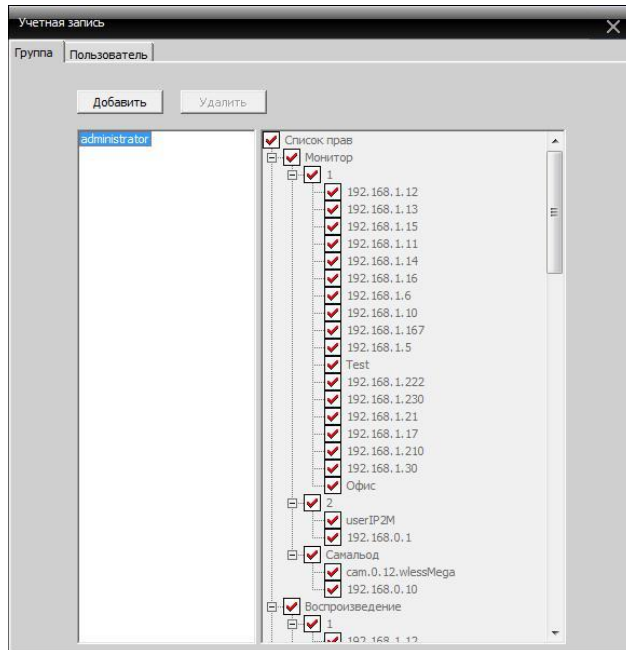 Учетная запись
Группа Пользователь
Добавить Удалить
administrator
Список прав
Монитор
1
192.168.1.12
192.168.1.13
192.168.1.15
192.168.1.11
192.168.1.14
192.168.1.16
192.168.1.6
192.168.1.10
192.168.1.167
192.168.1.5
Test
192.168.1.222
192.168.1.230
192.168.1.21
192.168.1.17
192.168.1.210
192.168.1.30
Офис
2
userIP2M
192.168.0.1
Самальод
cam.0.12.wlessMega
192.168.0.10
Воспроизведение
1
192.168.1.12